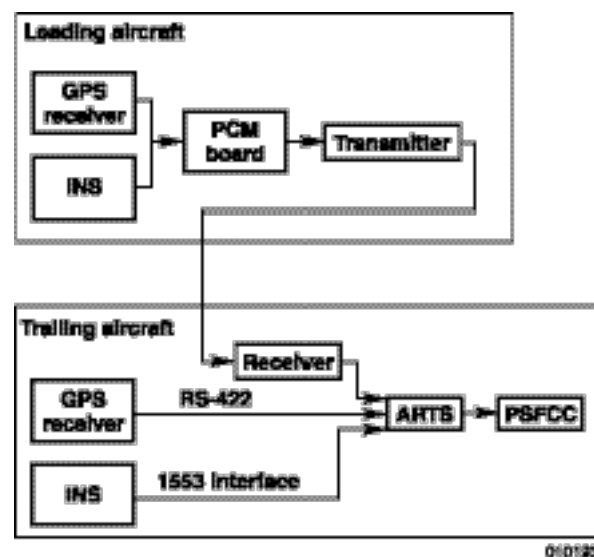 Leading aircraft
GPS
receiver
PCM
board
Transmitter
INS
Trailing aircraft
Receiver
GPS
receiver
RS-422
ARTS
PSFCC
INS
1553 interface